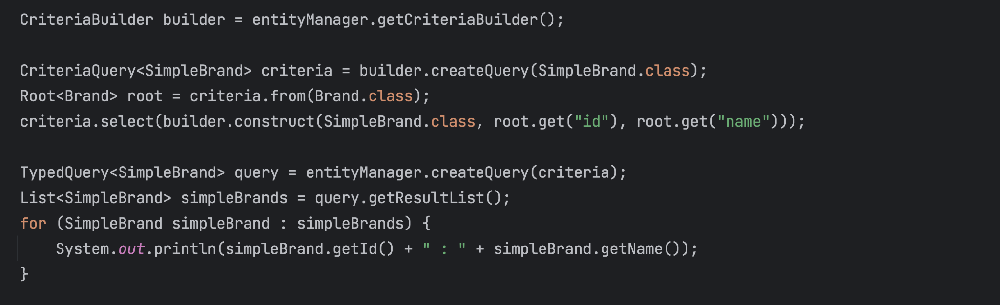 CriteriaBuilder builder = entityManager.getCriteriaBuilder();
CriteriaQuery<SimpleBrand> criteria = builder.createQuery(SimpleBrand.class);
Root<Brand> root = criteria.from(Brand.class);
criteria.select(builder.construct(SimpleBrand.class, root.get("id"), root.get("name")));
TypedQuery<SimpleBrand> query = entityManager.createQuery(criteria);
List<SimpleBrand> simpleBrands = query.getResultList();
for (SimpleBrand simpleBrand : simpleBrands) {
    System.out.println(simpleBrand.getId() + " : " + simpleBrand.getName());
}